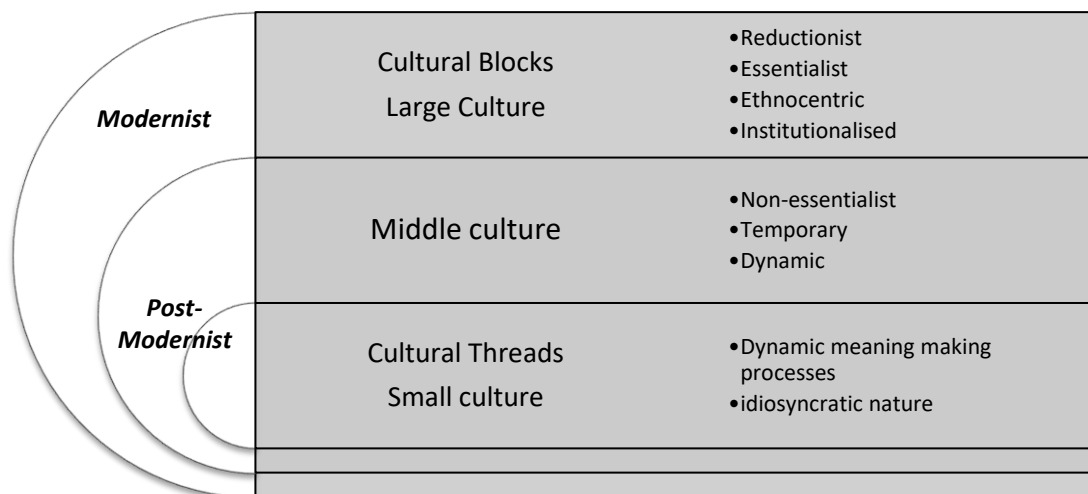 Modernist
Cultural Blocks
Large Culture
•Reductionist
•Essentialist
•Ethnocentric
•Institutionalised
Middle culture
•Non-essentialist
•Temporary
•Dynamic
Post-
Modernist
Cultural Threads
Small culture
•Dynamic meaning making
processes
•idiosyncratic nature